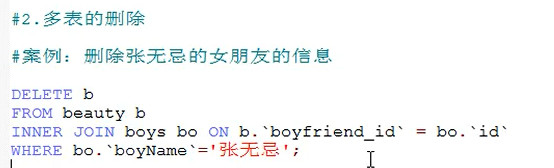 #2.多表的删除
#案例：删除张无忌的女朋友的信息
DELETE b
FROM beauty b
INNER JOIN boys bo ON b.`boyfriend_id` = bo.`id`
WHERE bo.`boyName`='张无忌';